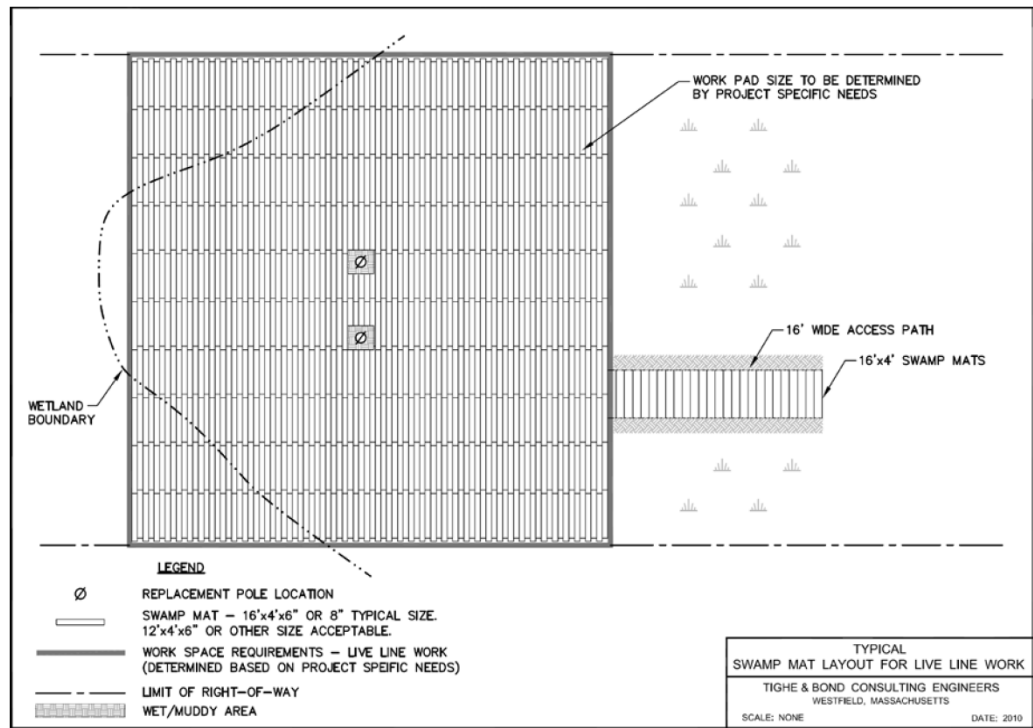 WORK PAD SIZE TO BE DETERMINED
BY PROJECT SPECIFIC NEEDS
16' WIDE ACCESS PATH
16'x4' SWAMP MATS
WETLAND
BOUNDARY
LEGEND
Ø REPLACEMENT POLE LOCATION
SWAMP MAT – 16'x4'x6" OR 8" TYPICAL SIZE.
12'x4'x6" OR OTHER SIZE ACCEPTABLE.
WORK SPACE REQUIREMENTS – LIVE LINE WORK
(DETERMINED BASED ON PROJECT SPEIFIC NEEDS)
LIMIT OF RIGHT-OF-WAY
WET/MUDDY AREA
TYPICAL
SWAMP MAT LAYOUT FOR LIVE LINE WORK
TIGHE & BOND CONSULTING ENGINEERS
WESTFIELD, MASSACHUSETTS
SCALE: NONE DATE: 2010